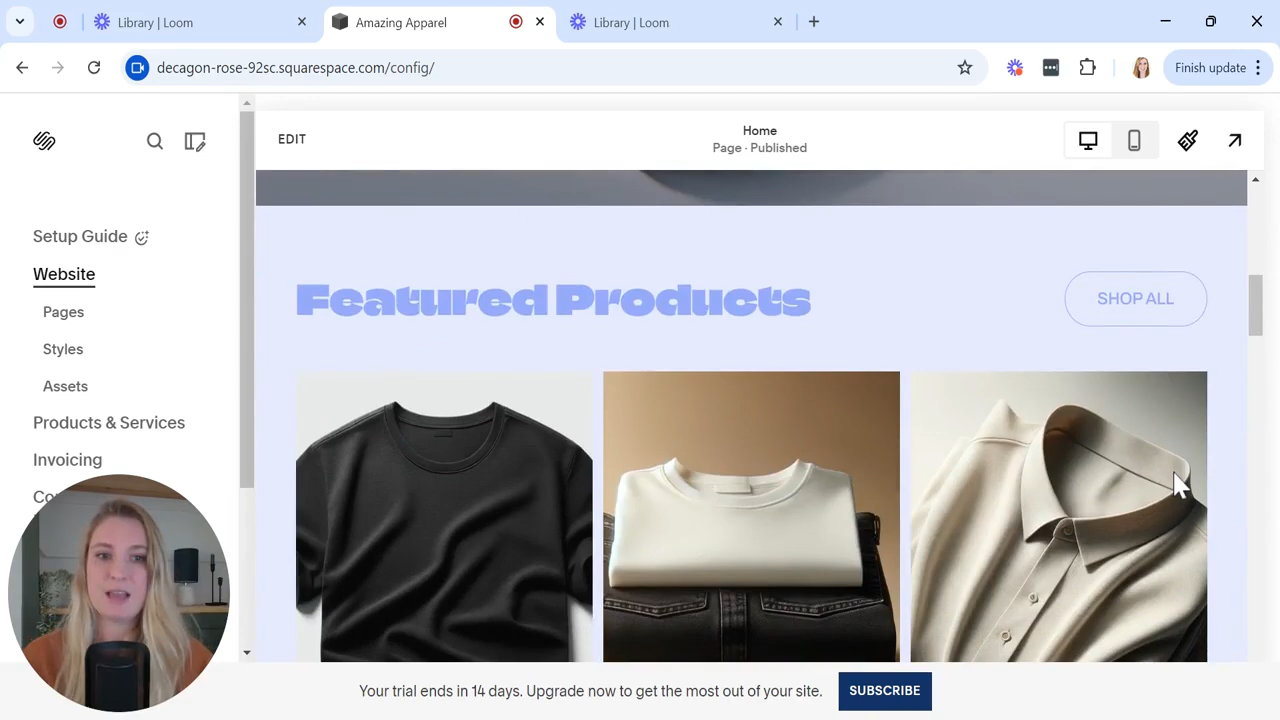 Library | Loom
Amazing Apparel
Library | Loom
decagon-rose-92sc.squarespace.com/config/
Finish update
EDIT
Home
Page · Published
Setup Guide
Website
Pages
Styles
Assets
Products & Services
Invoicing
Featured Products
SHOP ALL
Your trial ends in 14 days. Upgrade now to get the most out of your site.
SUBSCRIBE